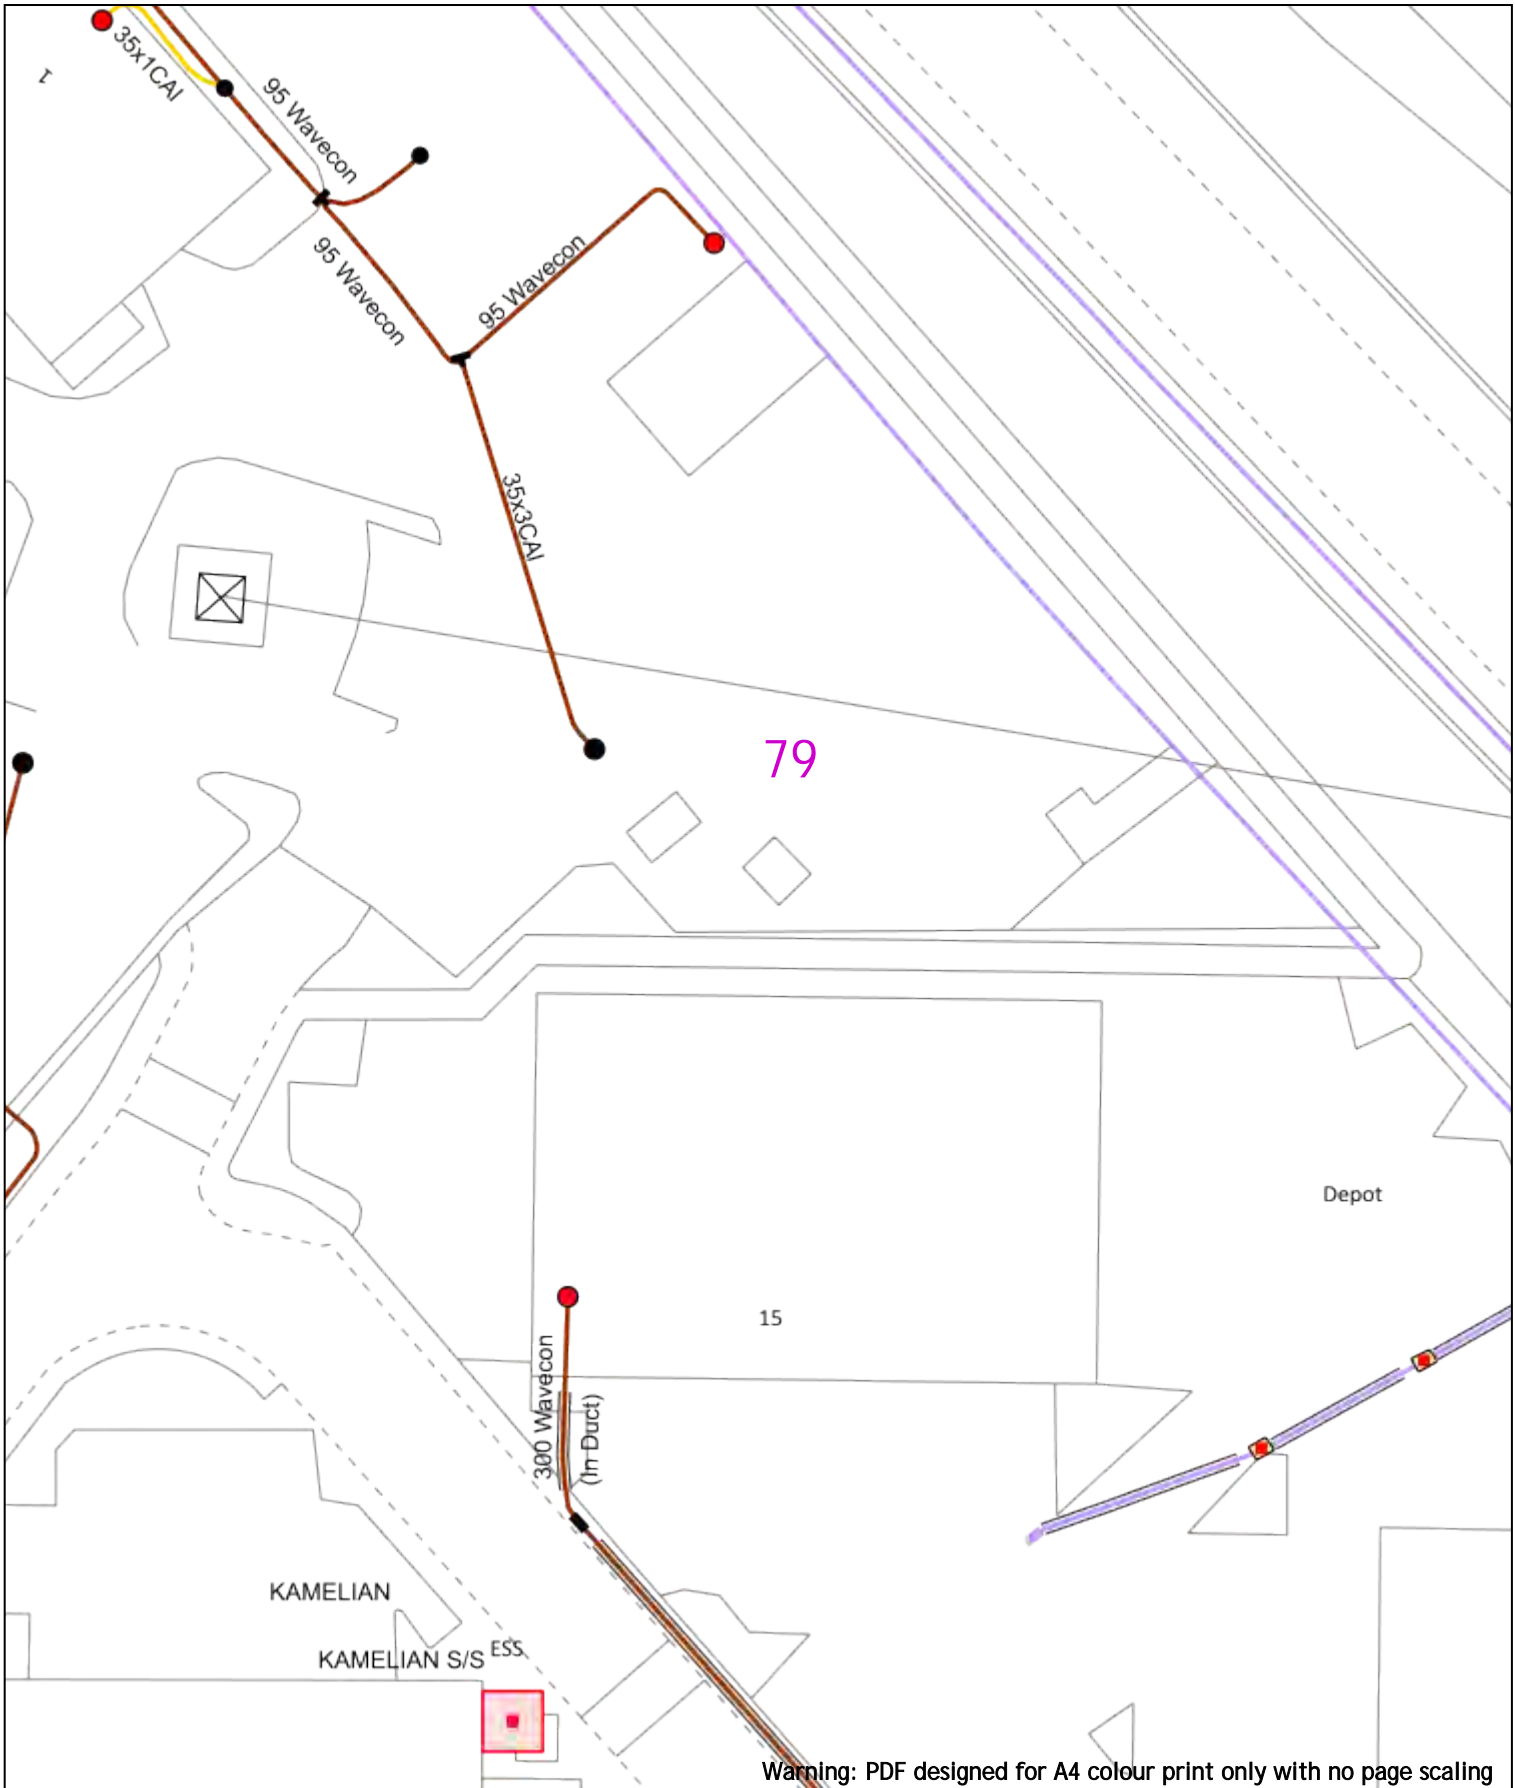 35x1CAl
1
95 Wavecon
95 Wavecon
95 Wavecon
35x3CAl
79
Depot
15
300 Wavecon
(In Duct)
KAMELIAN
KAMELIAN S/S
ESS
Warning: PDF designed for A4 colour print only with no page scaling